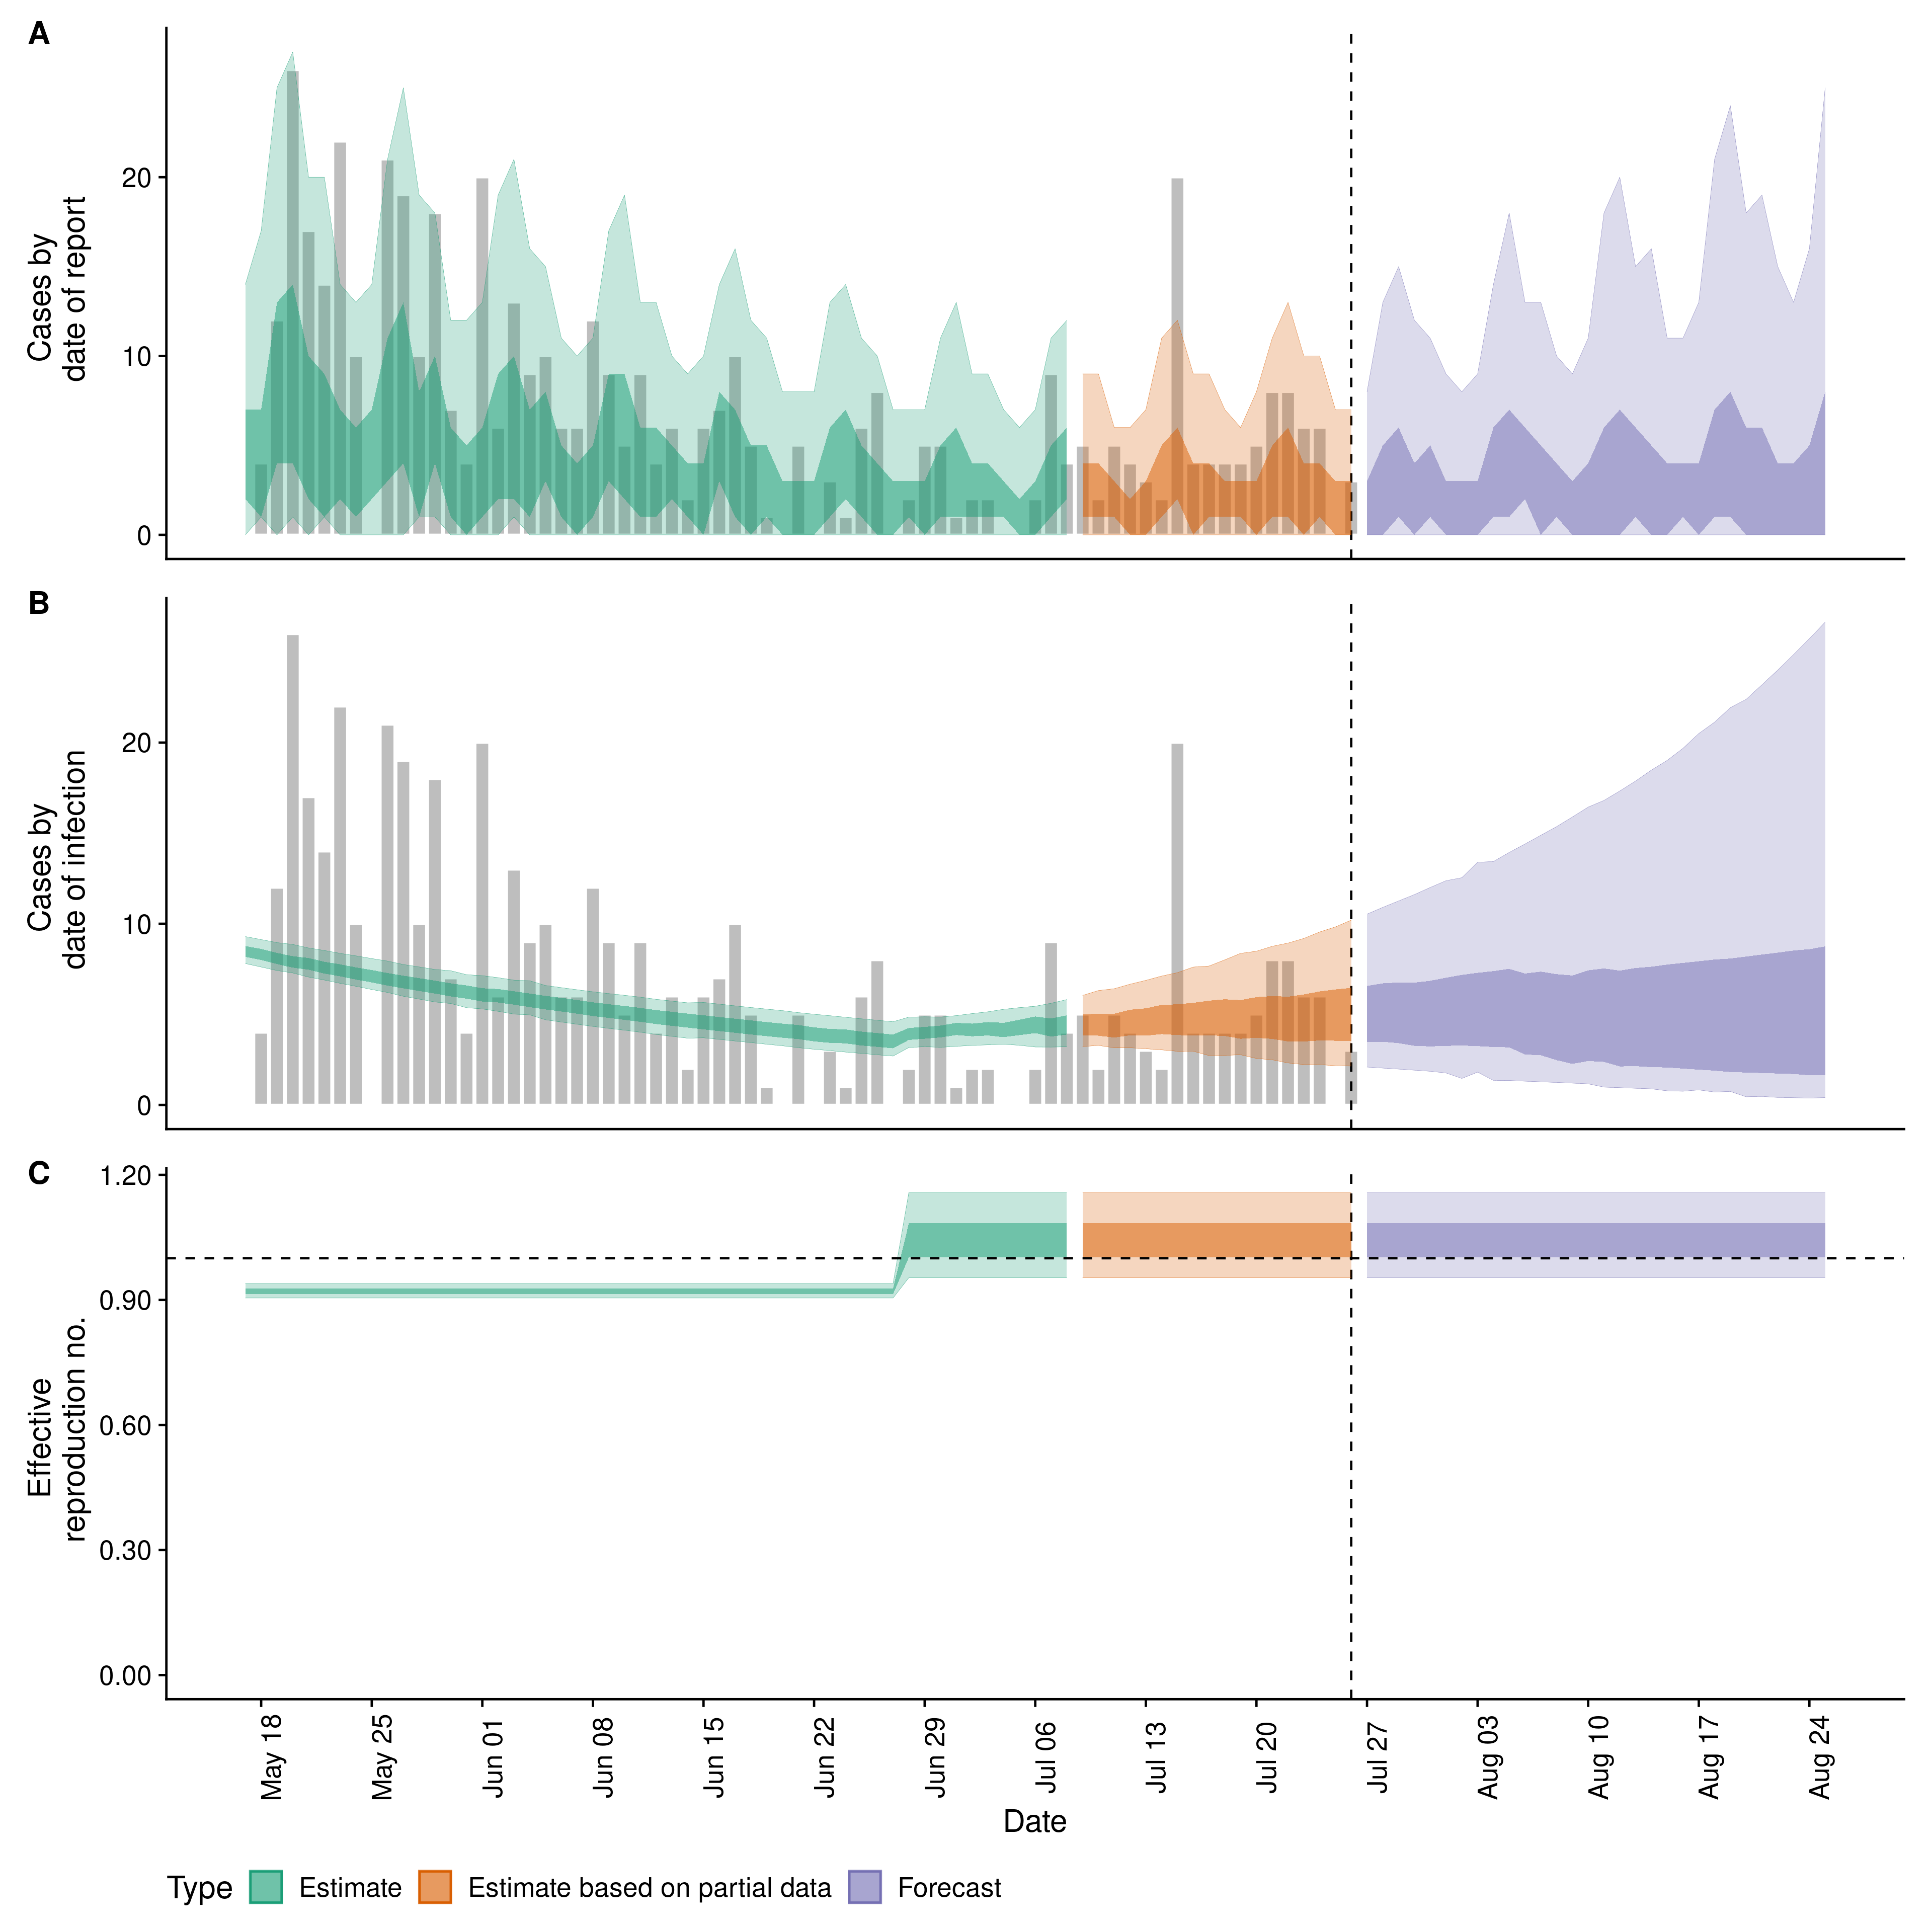 A
Cases by
date of report
20
10
0
B
Cases by
date of infection
20
10
0
C
Effective
reproduction no.
1.20
0.90
0.60
0.30
0.00
May 18
May 25
Jun 01
Jun 08
Jun 15
Jun 22
Jun 29
Jul 06
Jul 13
Jul 20
Jul 27
Aug 03
Aug 10
Aug 17
Aug 24
Date
Type Estimate Estimate based on partial data Forecast